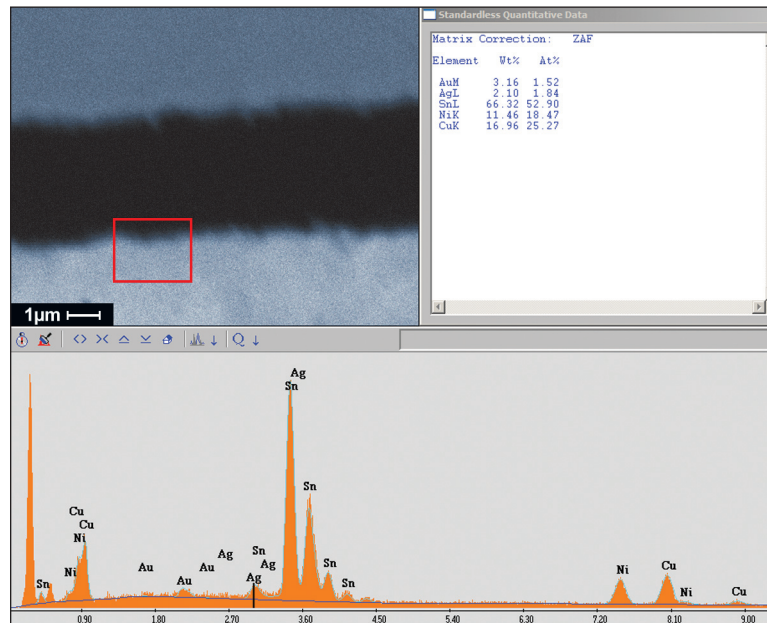 Standardless Quantitative Data
Matrix Correction: ZAF
Element Wt% At%
AuM 3.16 1.52
AgL 2.10 1.84
SnL 66.32 52.90
NiK 11.46 18.47
CuK 16.96 25.27
1μm
Ag
Sn
Sn
Cu
Cu
Ni
Ni
Sn
Au
Au
Au
Ag
Ag
Sn
Ag
Sn
Sn
Ni
Cu
Ni
Cu
0.90 1.80 2.70 3.60 4.50 5.40 6.30 7.20 8.10 9.00